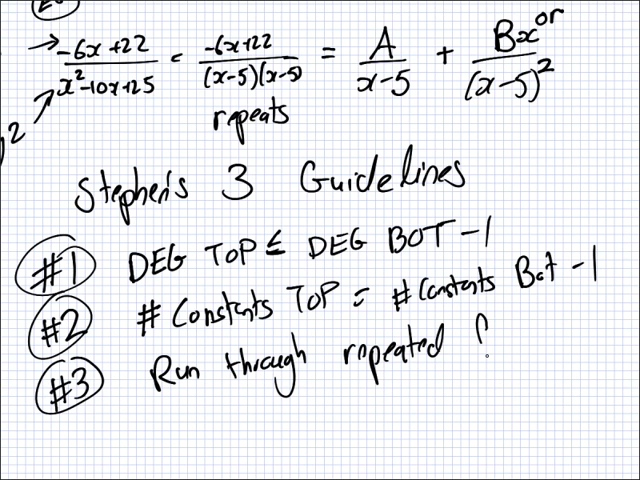 → -6x+22 / x²-10x+25 = -6x+22 / (x-5)(x-5) = A / x-5 + Bx or / (x-5)²
2
repeats
Stephen's 3 Guidelines
#1 DEG TOP ≤ DEG BOT -1
#2 # Constants TOP = # Constants Bot -1
#3 Run through repeated